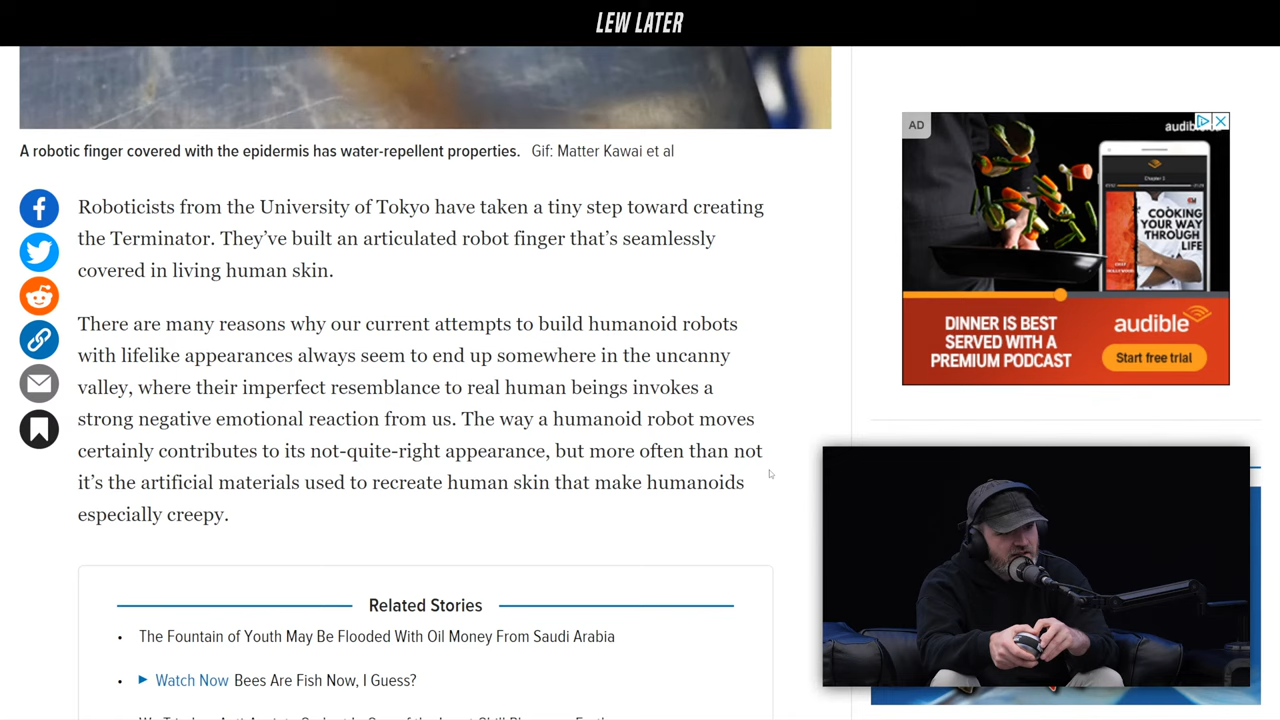 LEW LATER
A robotic finger covered with the epidermis has water-repellent properties. Gif: Matter Kawai et al
Roboticists from the University of Tokyo have taken a tiny step toward creating
the Terminator. They’ve built an articulated robot finger that’s seamlessly
covered in living human skin.
There are many reasons why our current attempts to build humanoid robots
with lifelike appearances always seem to end up somewhere in the uncanny
valley, where their imperfect resemblance to real human beings invokes a
strong negative emotional reaction from us. The way a humanoid robot moves
certainly contributes to its not-quite-right appearance, but more often than not
it’s the artificial materials used to recreate human skin that make humanoids
especially creepy.
Related Stories
• The Fountain of Youth May Be Flooded With Oil Money From Saudi Arabia
• Watch Now Bees Are Fish Now, I Guess?
AD
Chapter 3
COOKING
YOUR WAY
THROUGH
LIFE
DINNER IS BEST
SERVED WITH A
PREMIUM PODCAST
audible
Start free trial